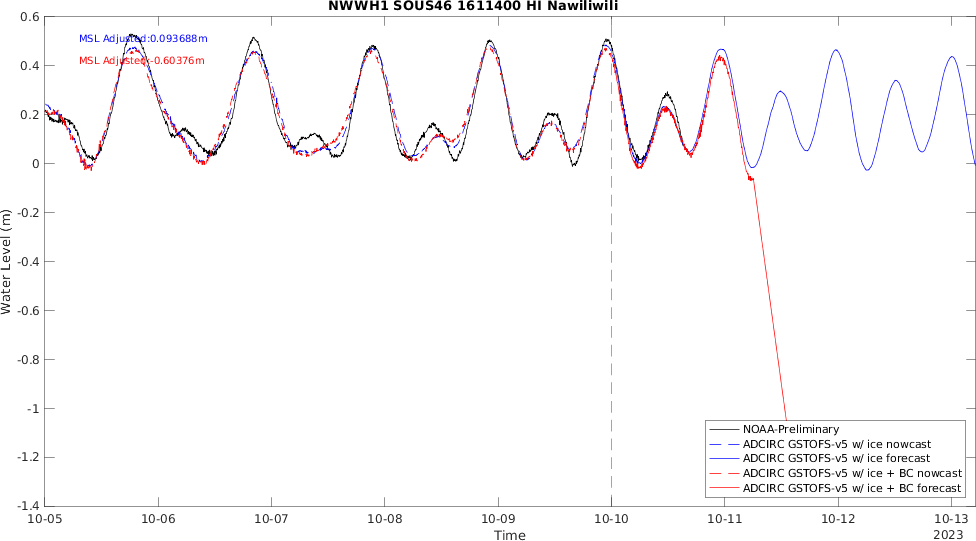 NWWH1 SOUS46 1611400 HI Nawiliwili
MSL Adjusted:0.093688m
MSL Adjusted:-0.60376m
Water Level (m)
0.6
0.4
0.2
0
-0.2
-0.4
-0.6
-0.8
-1
-1.2
-1.4
NOAA-Preliminary
ADCIRC GSTOFS-v5 w/ ice nowcast
ADCIRC GSTOFS-v5 w/ ice forecast
ADCIRC GSTOFS-v5 w/ ice + BC nowcast
ADCIRC GSTOFS-v5 w/ ice + BC forecast
10-05 10-06 10-07 10-08 10-09 10-10 10-11 10-12 10-13
Time
2023